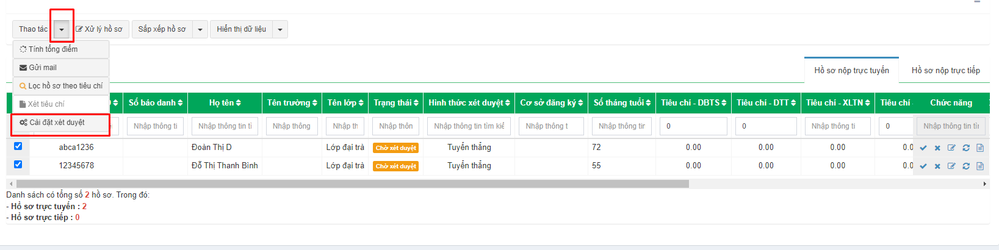 Thao tác Xử lý hồ sơ Sắp xếp hồ sơ Hiển thị dữ liệu
Tính tổng điểm
Gửi mail
Lọc hồ sơ theo tiêu chí
Xét tiêu chí
Cài đặt xét duyệt
Hồ sơ nộp trực tuyến Hồ sơ nộp trực tiếp
Số báo danh Họ tên Tên trường Tên lớp Trạng thái Hình thức xét duyệt Cơ sở đăng ký Số tháng tuổi Tiêu chí - DBTS Tiêu chí - DTT Tiêu chí - XLTN Tiêu chí - Chức năng
Nhập thông ti Nhập thông tin ti Nhập thông Nhập th Nhập thôn Nhập thông tin tìm kiế Nhập thông t Nhập thông tin 0 0 Nhập thông ti 0 Nhập thông tin tìn
abca1236 Đoàn Thị D Lớp đại trà Chờ xét duyệt Tuyển thẳng 72 0.00 0.00 0.00 0.0
12345678 Đỗ Thị Thanh Bình Lớp đại trà Chờ xét duyệt Tuyển thẳng 55 0.00 0.00 0.00 0.0
Danh sách có tổng số 2 hồ sơ. Trong đó:
- Hồ sơ trực tuyến : 2
- Hồ sơ trực tiếp : 0